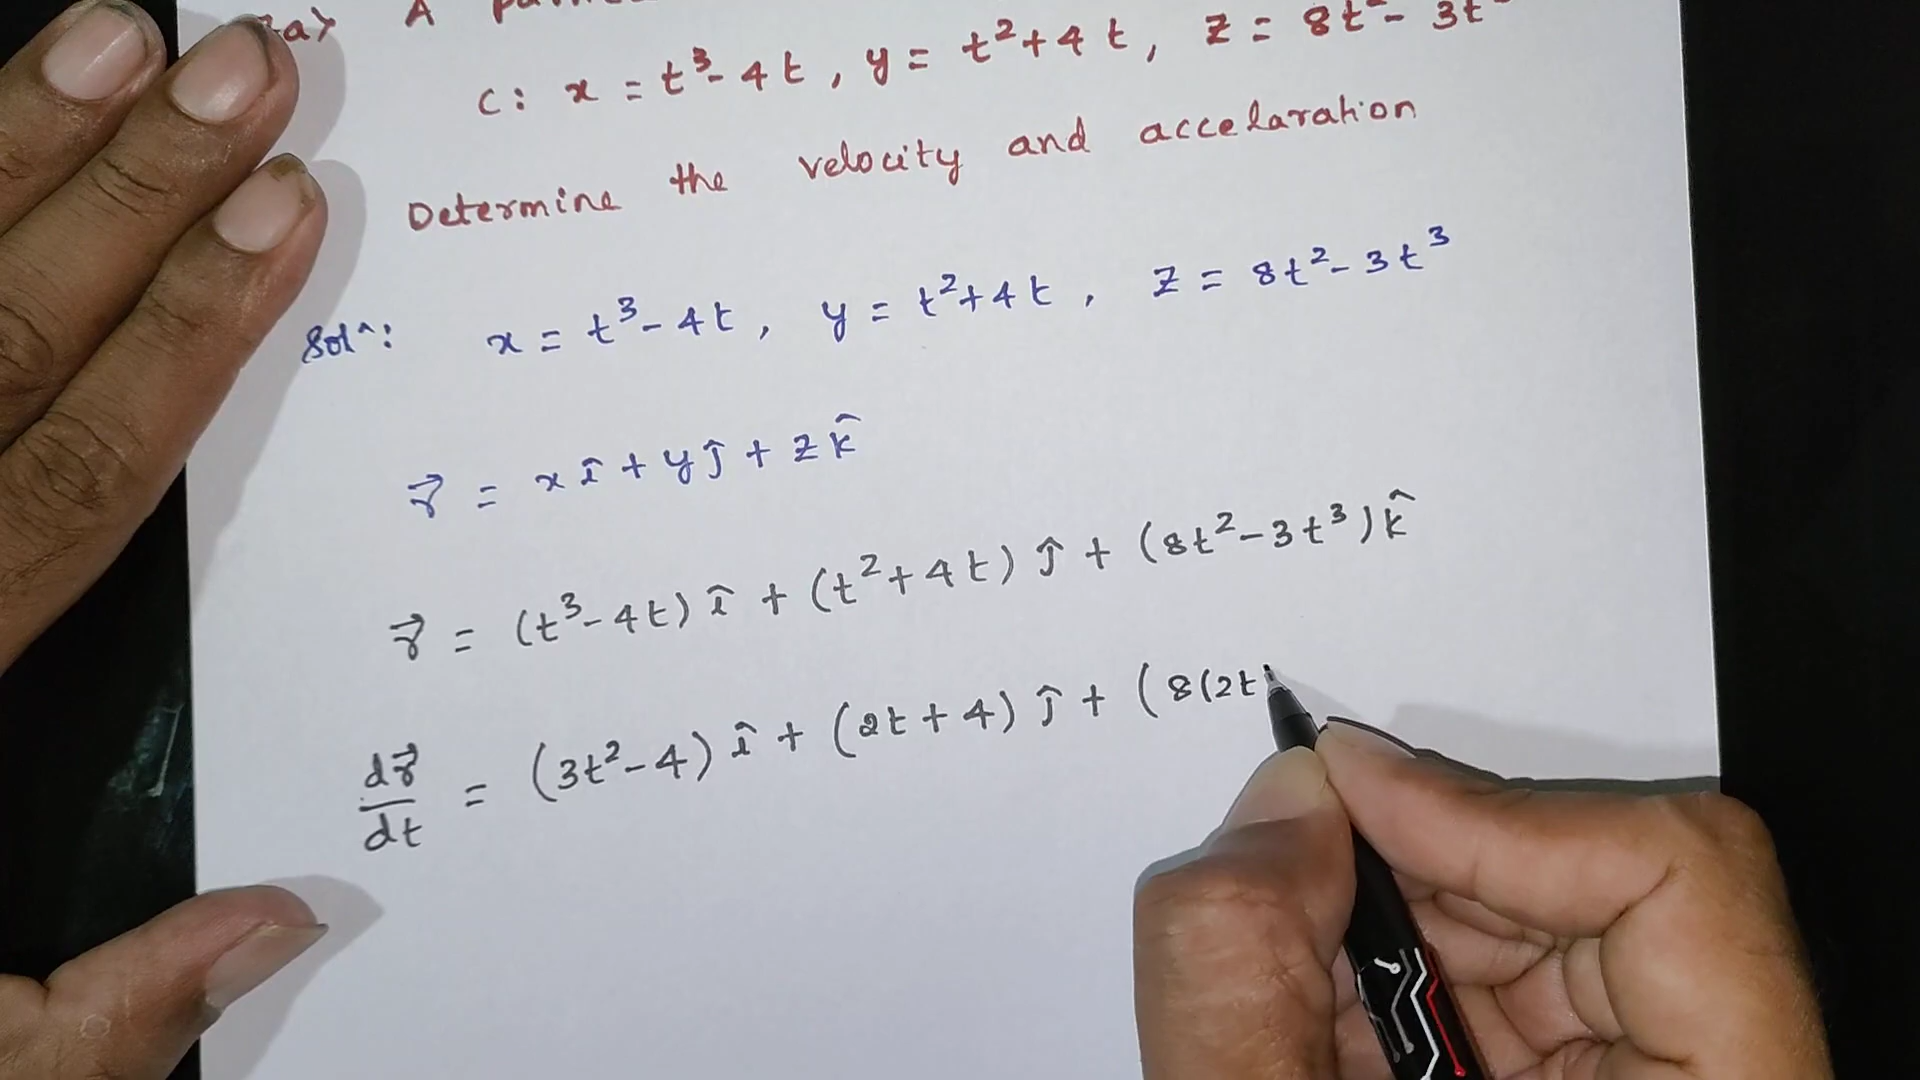 a) A
C: x = t³ - 4t, y = t² + 4t, z = 8t² - 3t
Determine the velocity and accelaration
Solⁿ: x = t³ - 4t, y = t² + 4t, z = 8t² - 3t³
r⃗ = x î + y ĵ + z k̂
r⃗ = (t³ - 4t) î + (t² + 4t) ĵ + (8t² - 3t³) k̂
dr⃗/dt = (3t² - 4) î + (2t + 4) ĵ + (8(2t)